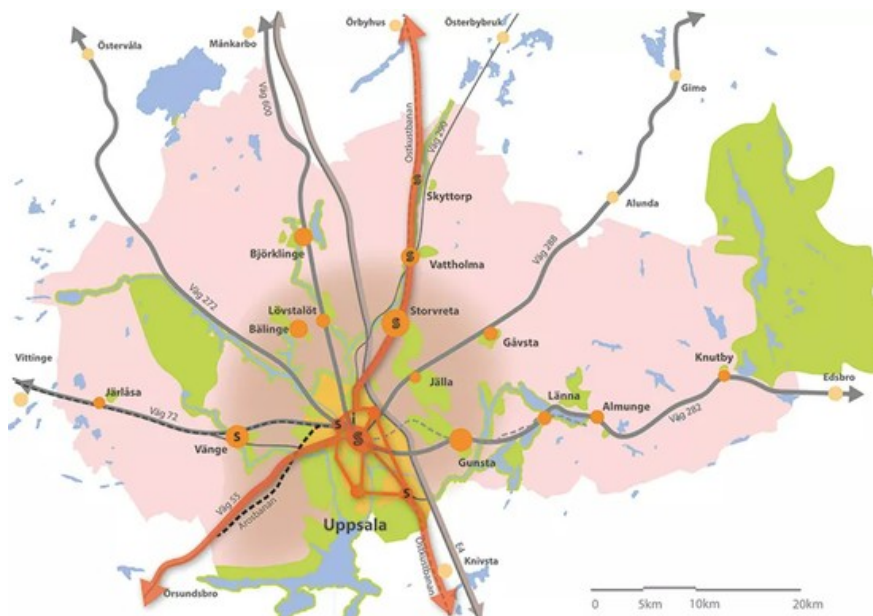 Örbyhus
Österbybruk
Månkarbo
Östervåla
Gimo
Väg 600
Ostkustbanan
Väg 290
S
Skyttorp
Alunda
Björklinge
S
Vattholma
Väg 288
Väg 272
Lövstalöt
Storvreta
Bälinge
S
Gåvsta
Vittinge
Knutby
Jälla
Edsbro
Järlåsa
Länna
Almunge
Väg 72
Väg 282
S
S
S
Vänge
Gunsta
Väg 55
Arosbanan
S
Uppsala
E4
Ostkustbanan
Knivsta
Örsundsbro
0 5km 10km 20km